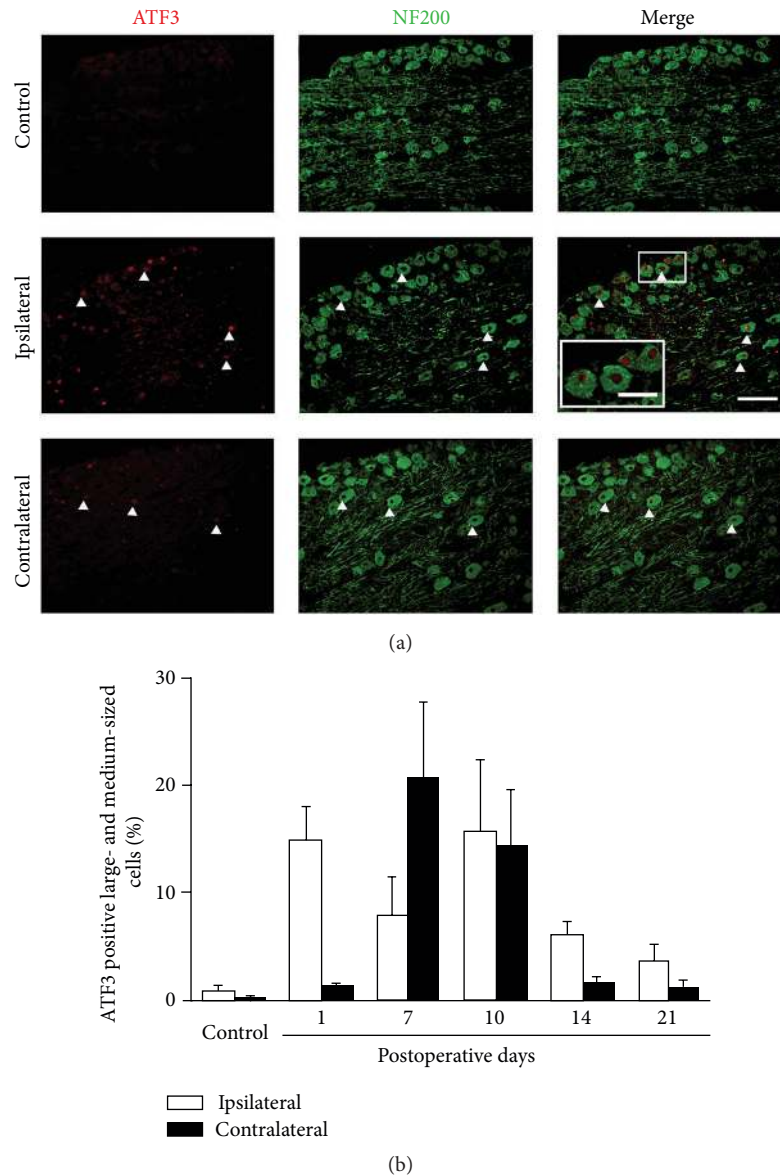 ATF3 NF200 Merge
Control
Ipsilateral
Contralateral
(a)
ATF3 positive large- and medium-sized
cells (%)
30
20
10
0
Control 1 7 10 14 21
Postoperative days
Ipsilateral
Contralateral
(b)